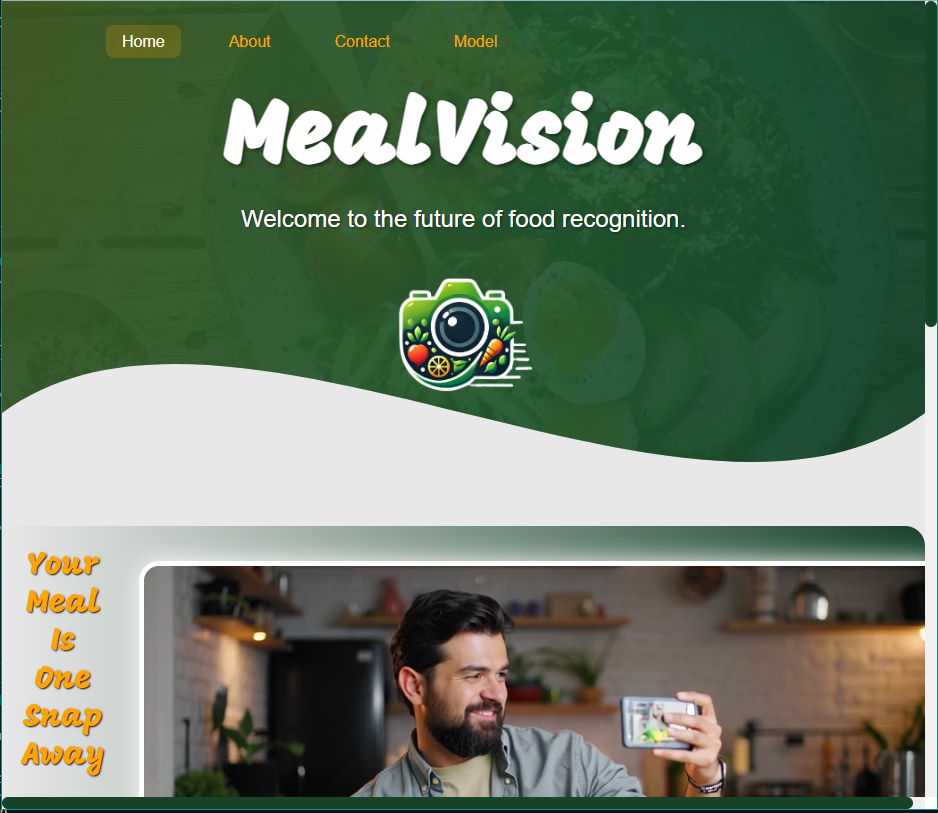 Home About Contact Model
MealVision
Welcome to the future of food recognition.
Your
Meal
Is
One
Snap
Away